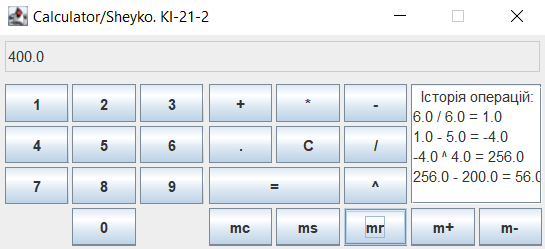 Calculator/Sheyko. KI-21-2
400.0
1 2 3 + * - Історія операцій:
6.0 / 6.0 = 1.0
1.0 - 5.0 = -4.0
4 5 6 . C /
-4.0 ^ 4.0 = 256.0
256.0 - 200.0 = 56.0
7 8 9 = ^
0 mc ms mr m+ m-